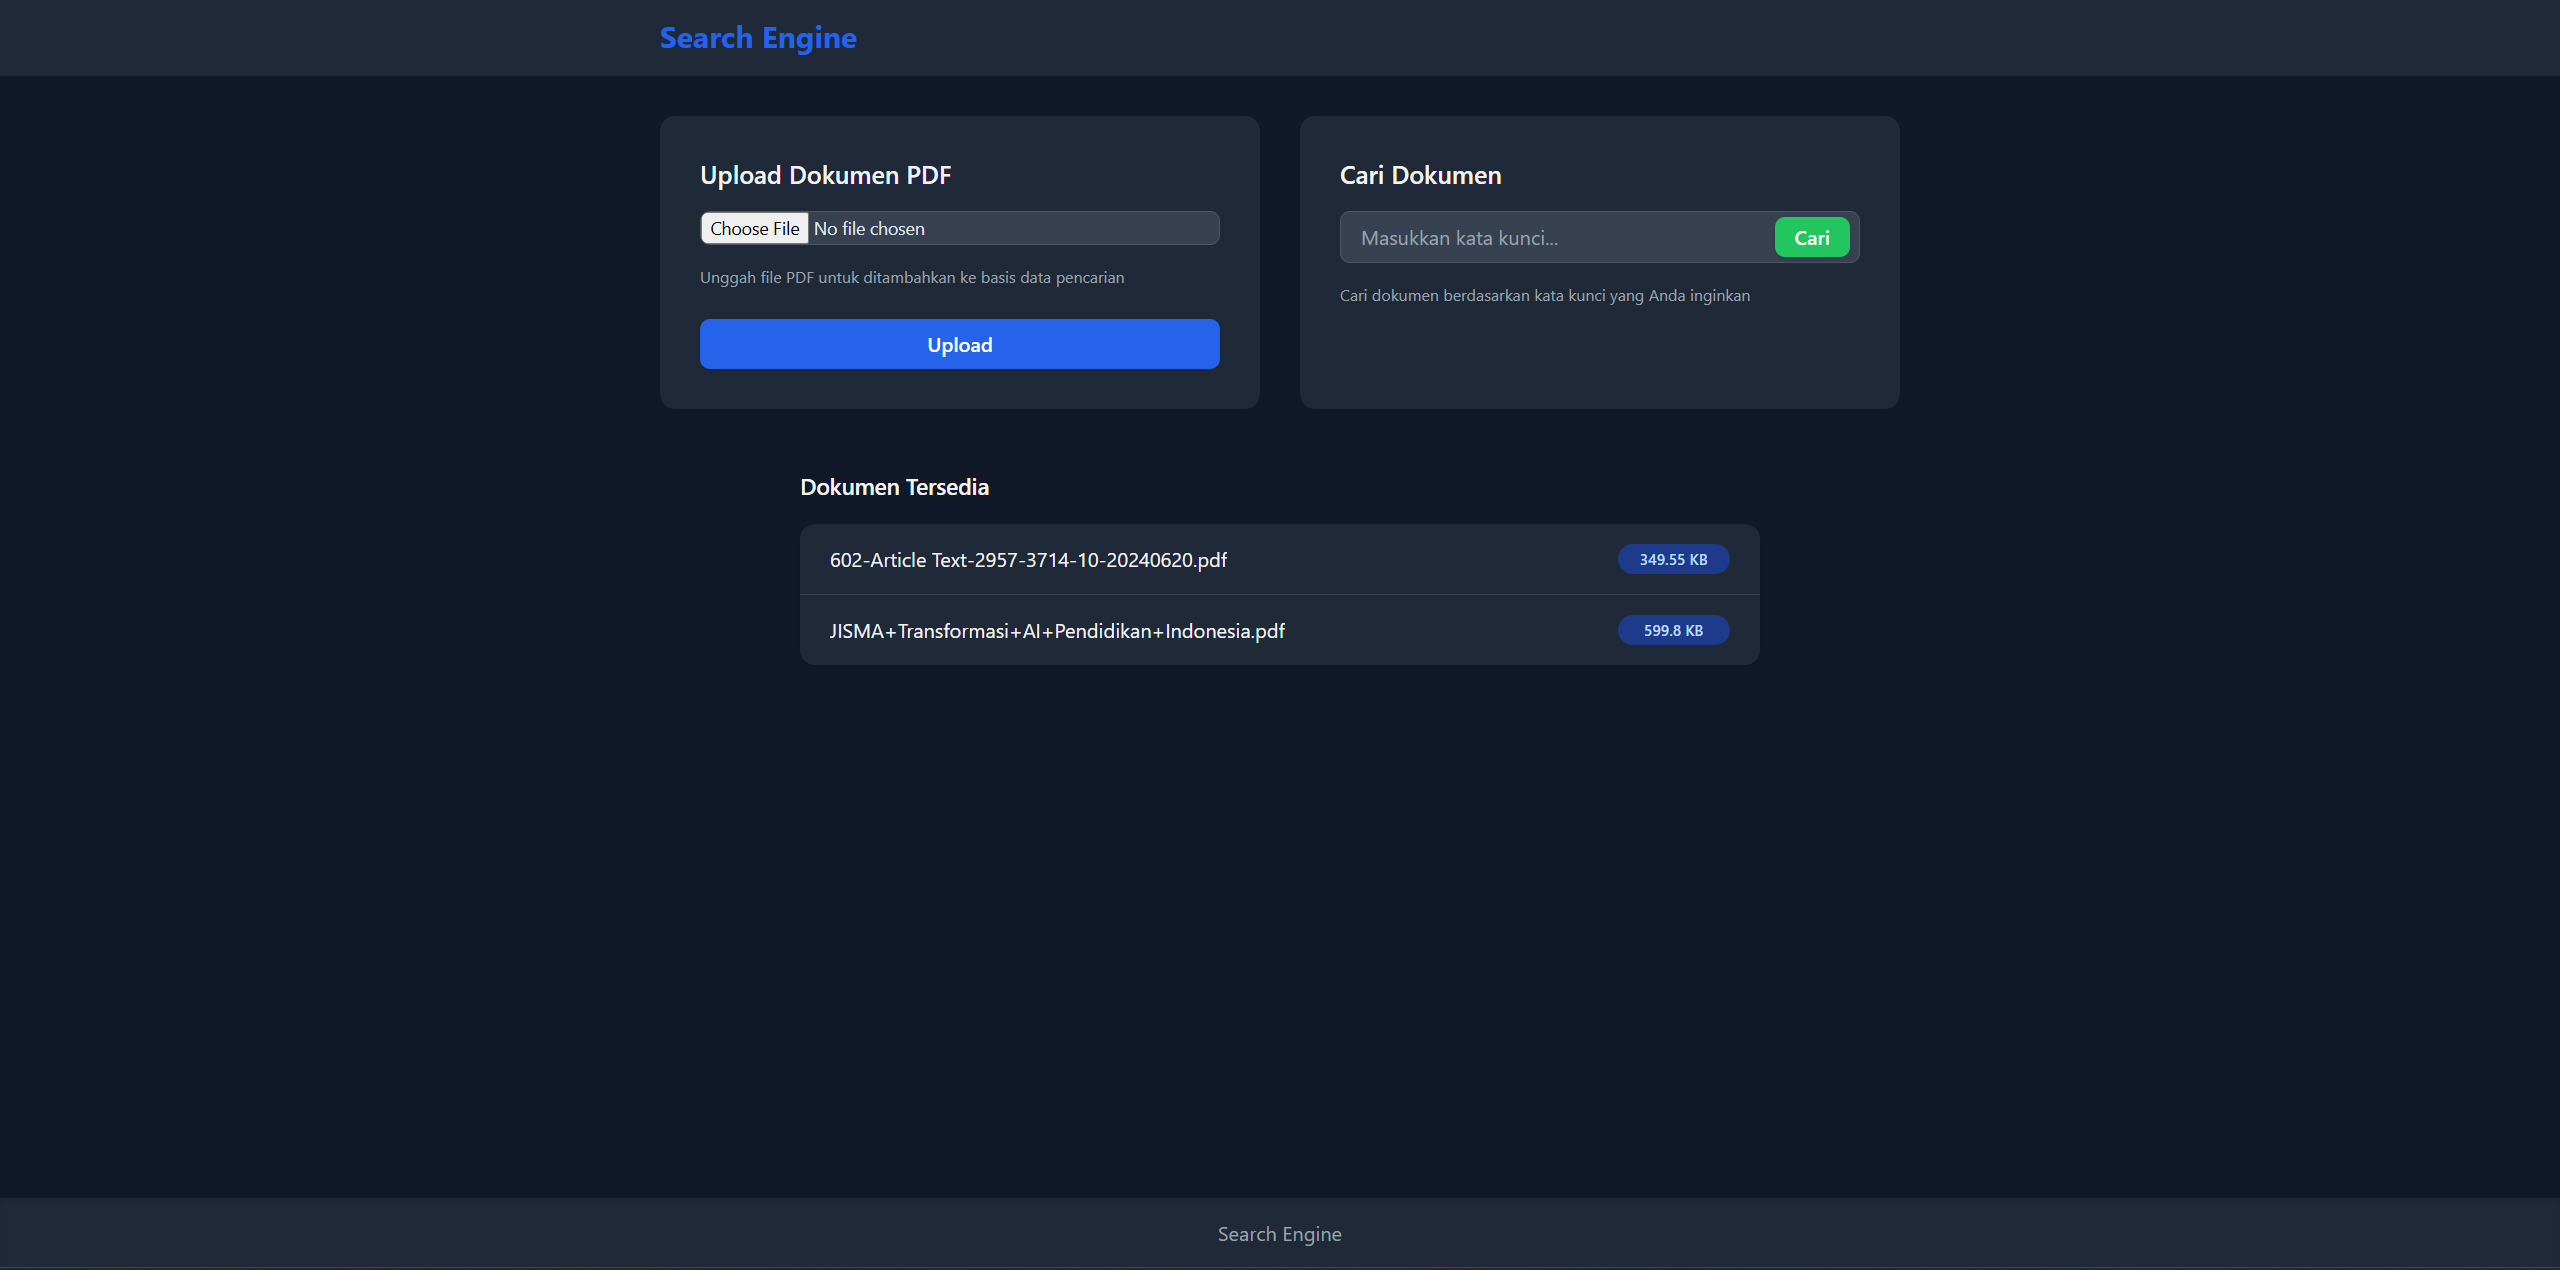 Search Engine
Upload Dokumen PDF
Choose File No file chosen
Unggah file PDF untuk ditambahkan ke basis data pencarian
Upload
Cari Dokumen
Masukkan kata kunci...
Cari
Cari dokumen berdasarkan kata kunci yang Anda inginkan
Dokumen Tersedia
602-Article Text-2957-3714-10-20240620.pdf
349.55 KB
JISMA+Transformasi+AI+Pendidikan+Indonesia.pdf
599.8 KB
Search Engine